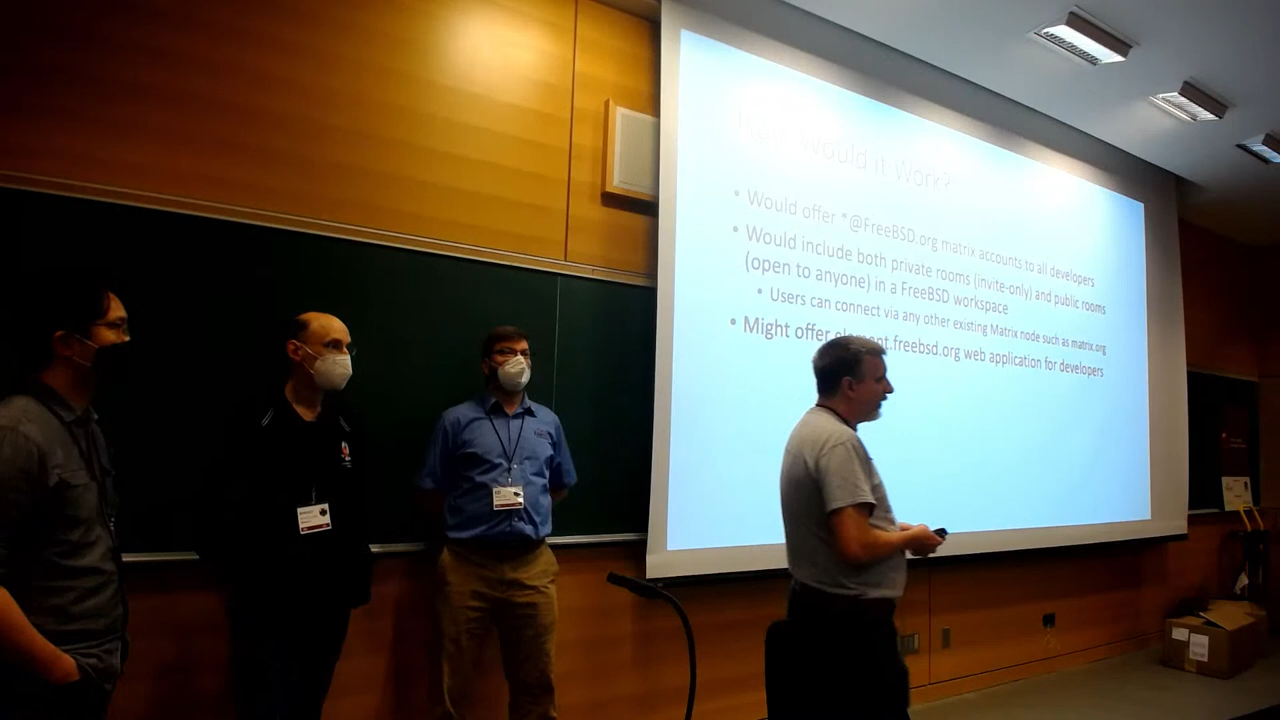 How Would it Work?
• Would offer *@FreeBSD.org matrix accounts to all developers
• Would include both private rooms (invite-only) and public rooms
(open to anyone) in a FreeBSD workspace
• Users can connect via any other existing Matrix node such as matrix.org
• Might offer element.freebsd.org web application for developers